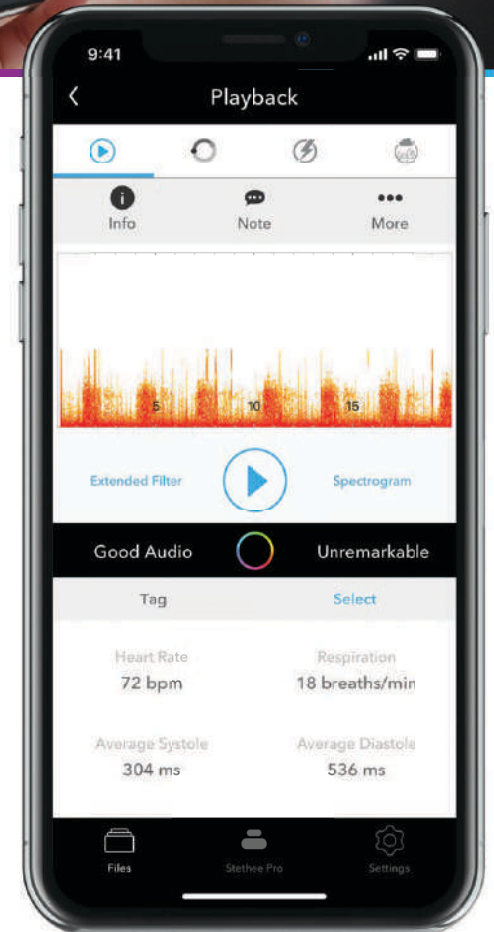 9:41
Playback
Info Note More
5 10 15
Extended Filter Spectrogram
Good Audio Unremarkable
Tag Select
Heart Rate Respiration
72 bpm 18 breaths/min
Average Systole Average Diastole
304 ms 536 ms
Files Stethee Pro Settings